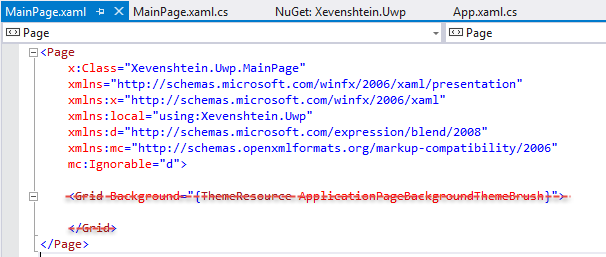 MainPage.xaml MainPage.xaml.cs NuGet: Xevenshtein.Uwp App.xaml.cs
Page Page
<Page
x:Class="Xevenshtein.Uwp.MainPage"
xmlns="http://schemas.microsoft.com/winfx/2006/xaml/presentation"
xmlns:x="http://schemas.microsoft.com/winfx/2006/xaml"
xmlns:local="using:Xevenshtein.Uwp"
xmlns:d="http://schemas.microsoft.com/expression/blend/2008"
xmlns:mc="http://schemas.openxmlformats.org/markup-compatibility/2006"
mc:Ignorable="d">
<Grid Background="{ThemeResource ApplicationPageBackgroundThemeBrush}">
</Grid>
</Page>